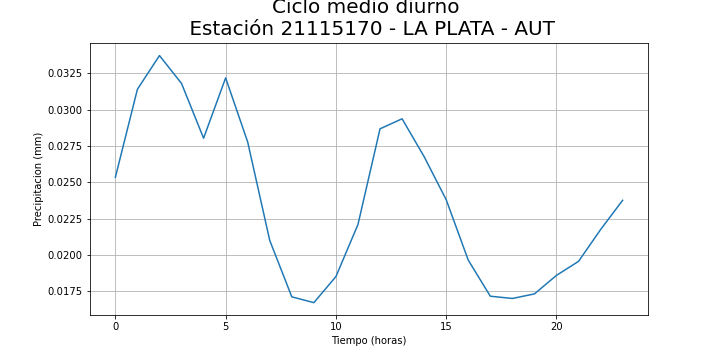 Ciclo medio diurno
Estación 21115170 - LA PLATA - AUT
0.0325
0.0300
0.0275
0.0250
0.0225
0.0200
0.0175
Precipitacion (mm)
0 5 10 15 20
Tiempo (horas)